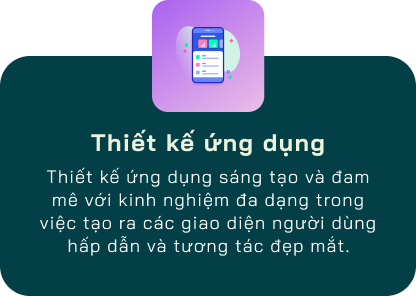 Thiết kế ứng dụng
Thiết kế ứng dụng sáng tạo và đam
mê với kinh nghiệm đa dạng trong
việc tạo ra các giao diện người dùng
hấp dẫn và tương tác đẹp mắt.